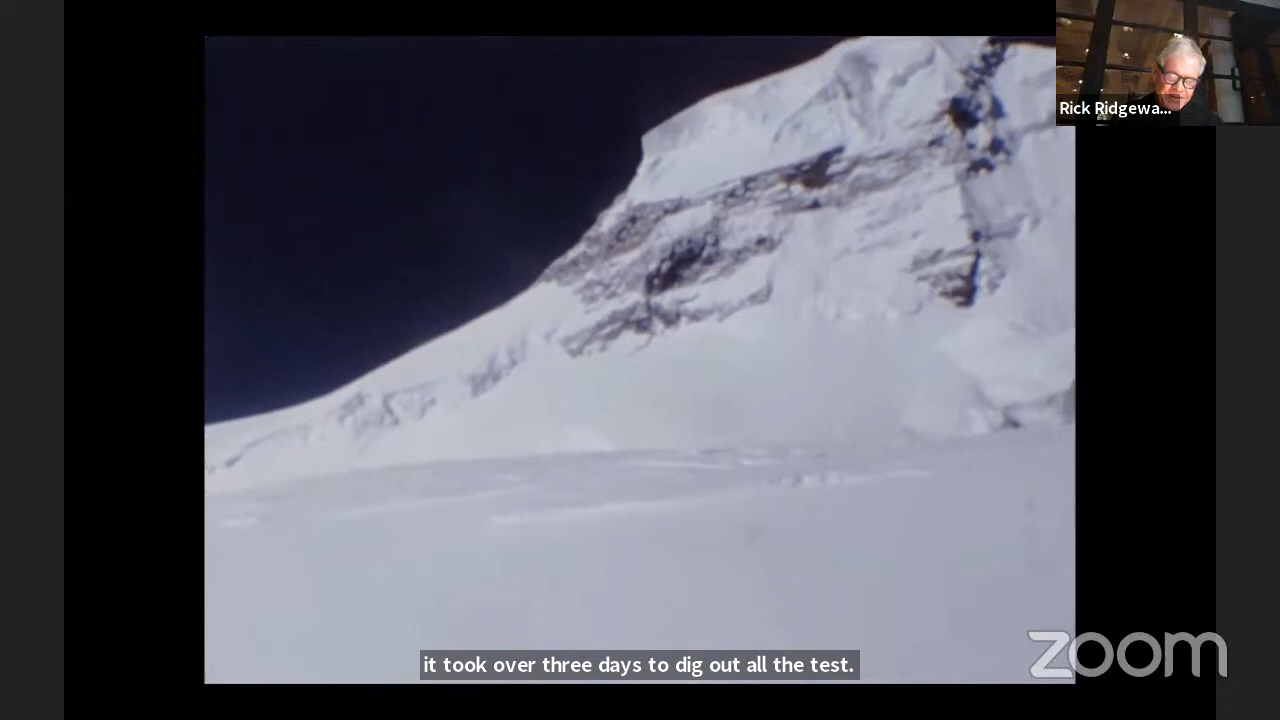 Rick Ridgewa...
it took over three days to dig out all the test.
zoom